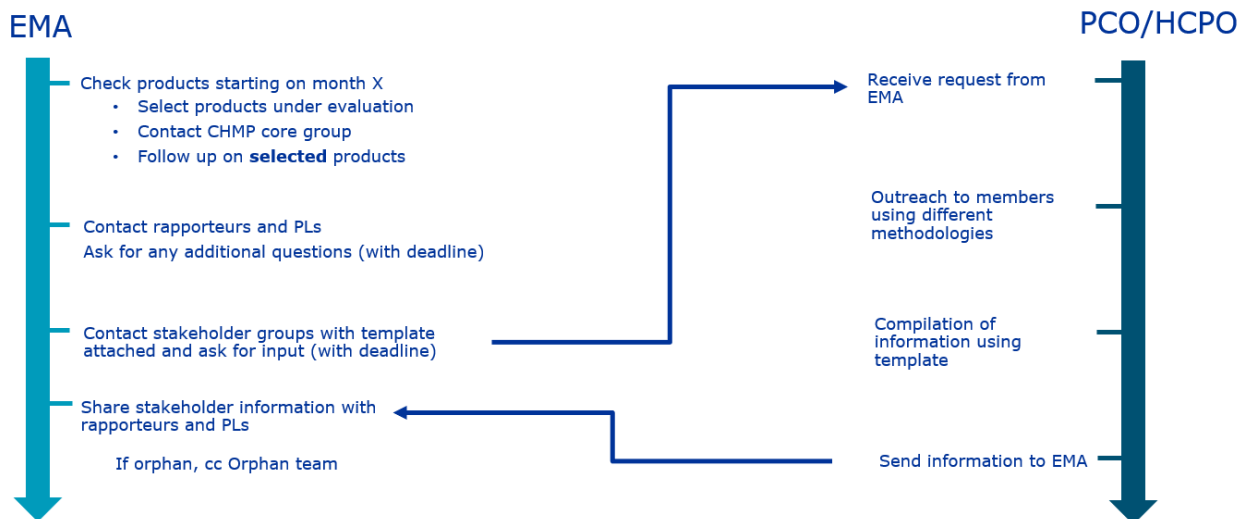 EMA
Check products starting on month X
• Select products under evaluation
• Contact CHMP core group
• Follow up on selected products
Contact rapporteurs and PLs
Ask for any additional questions (with deadline)
Contact stakeholder groups with template
attached and ask for input (with deadline)
Share stakeholder information with
rapporteurs and PLs
If orphan, cc Orphan team
PCO/HCPO
Receive request from
EMA
Outreach to members
using different
methodologies
Compilation of
information using
template
Send information to EMA